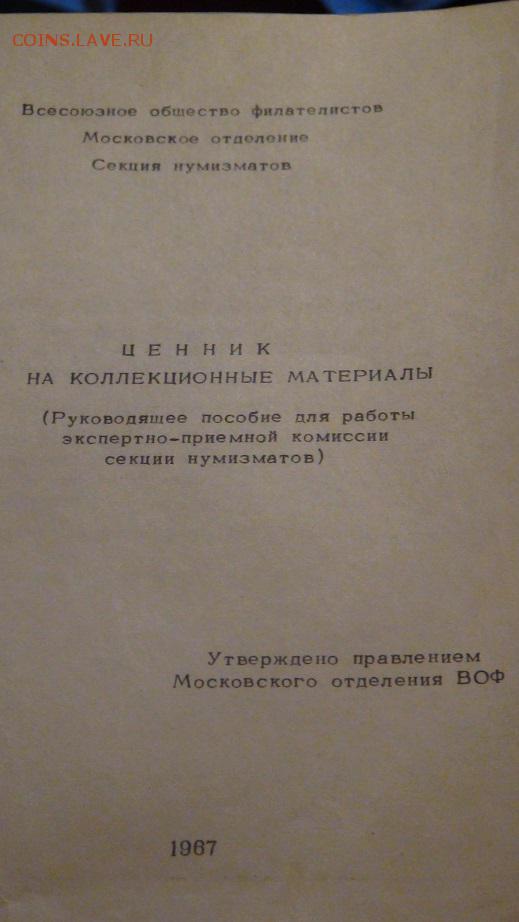 COINS.LAVE.RU
Всесоюзное общество филателистов
Московское отделение
Секция нумизматов
ЦЕННИК
НА КОЛЛЕКЦИОННЫЕ МАТЕРИАЛЫ
(Руководящее пособие для работы
экспертно-приемной комиссии
секции нумизматов)
Утверждено правлением
Московского отделения ВОФ
1967